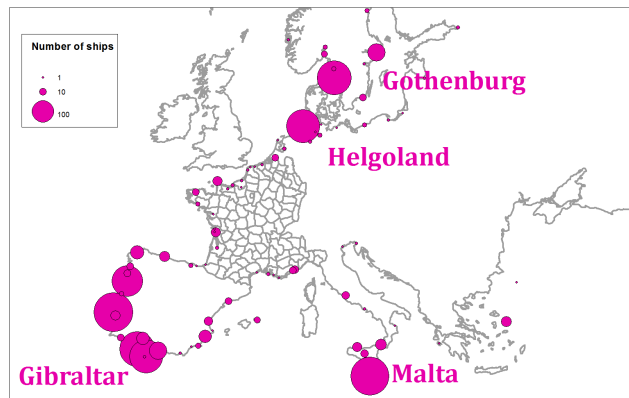 Number of ships
1
10
100
Gothenburg
Helgoland
Gibraltar
Malta